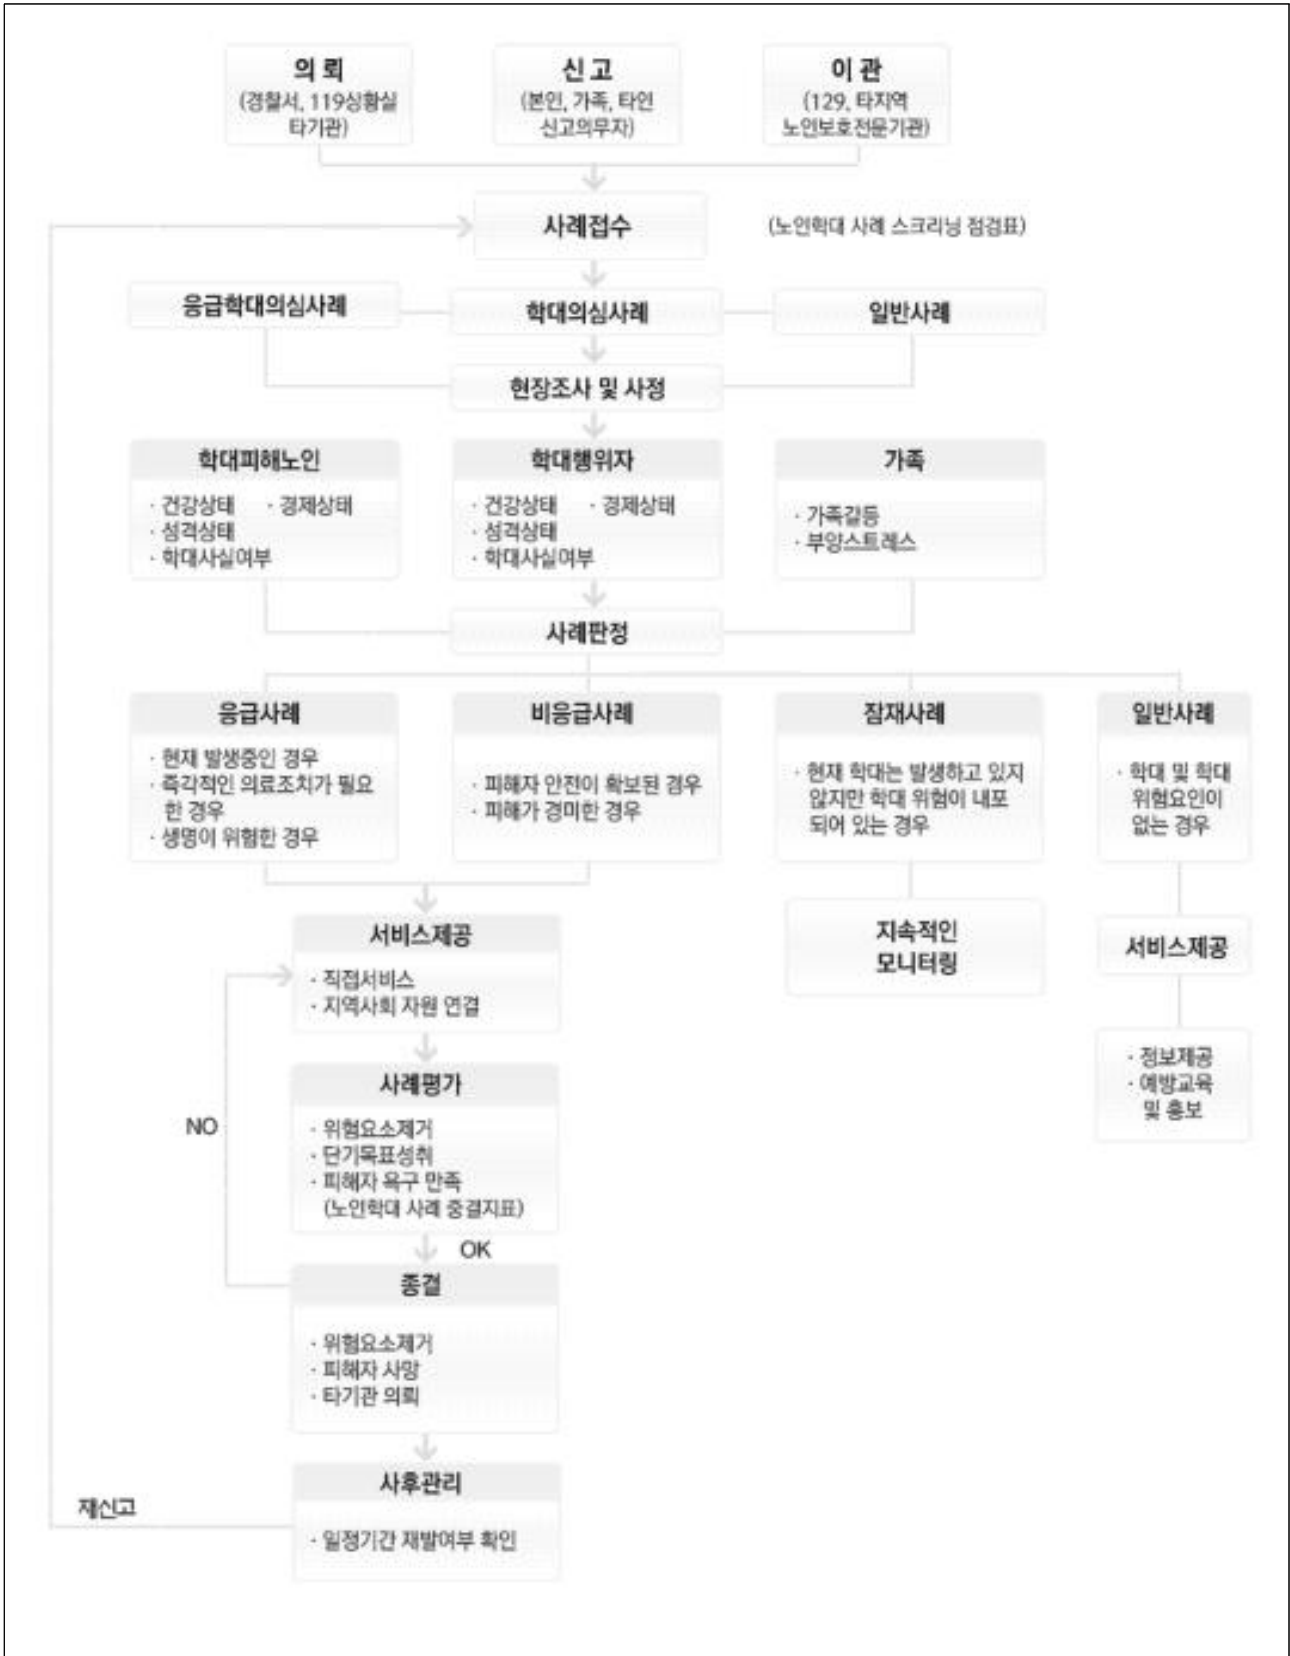 의 뢰
(경찰서, 119상황실
타기관)
신 고
(본인, 가족, 타인
신고의무자)
이 관
(129, 타지역
노인보호전문기관)
사례접수
(노인학대 사례 스크리닝 점검표)
응급학대의심사례
학대의심사례
일반사례
현장조사 및 사정
학대피해노인
· 건강상태 · 경제상태
· 성격상태
· 학대사실여부
학대행위자
· 건강상태 · 경제상태
· 성격상태
· 학대사실여부
가족
· 가족갈등
· 부양스트레스
사례판정
응급사례
· 현재 발생중인 경우
· 즉각적인 의료조치가 필요
한 경우
· 생명이 위험한 경우
비응급사례
· 피해자 안전이 확보된 경우
· 피해가 경미한 경우
잠재사례
· 현재 학대는 발생하고 있지
않지만 학대 위험이 내포
되어 있는 경우
일반사례
· 학대 및 학대
위험요인이
없는 경우
서비스제공
· 직접서비스
· 지역사회 자원 연결
지속적인
모니터링
서비스제공
· 정보제공
· 예방교육
및 홍보
사례평가
· 위험요소제거
· 단기목표성취
· 피해자 욕구 만족
(노인학대 사례 종결지표)
NO
OK
종결
· 위험요소제거
· 피해자 사망
· 타기관 의뢰
사후관리
· 일정기간 재발여부 확인
재신고